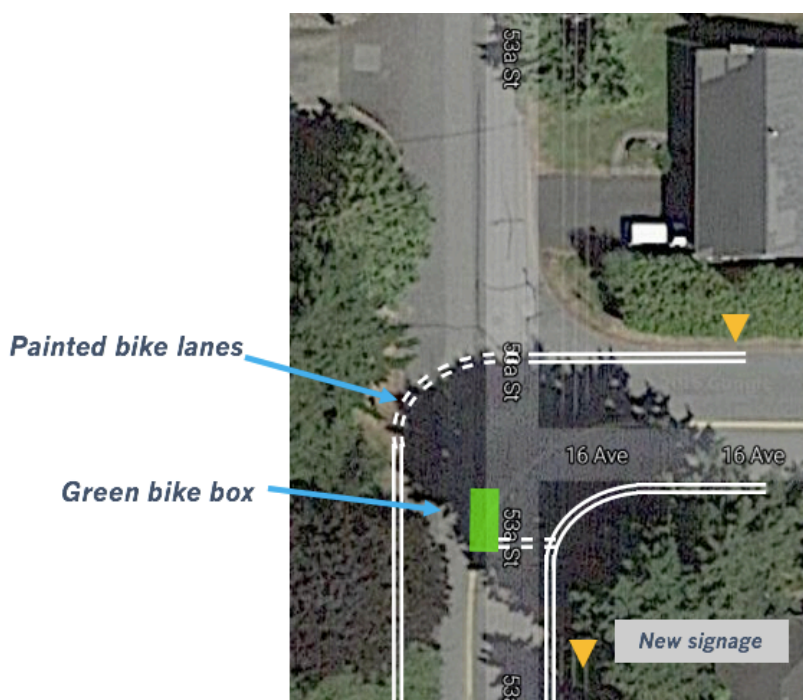 53a St
Painted bike lanes
53a St
16 Ave
16 Ave
Green bike box
53a St
New signage
53